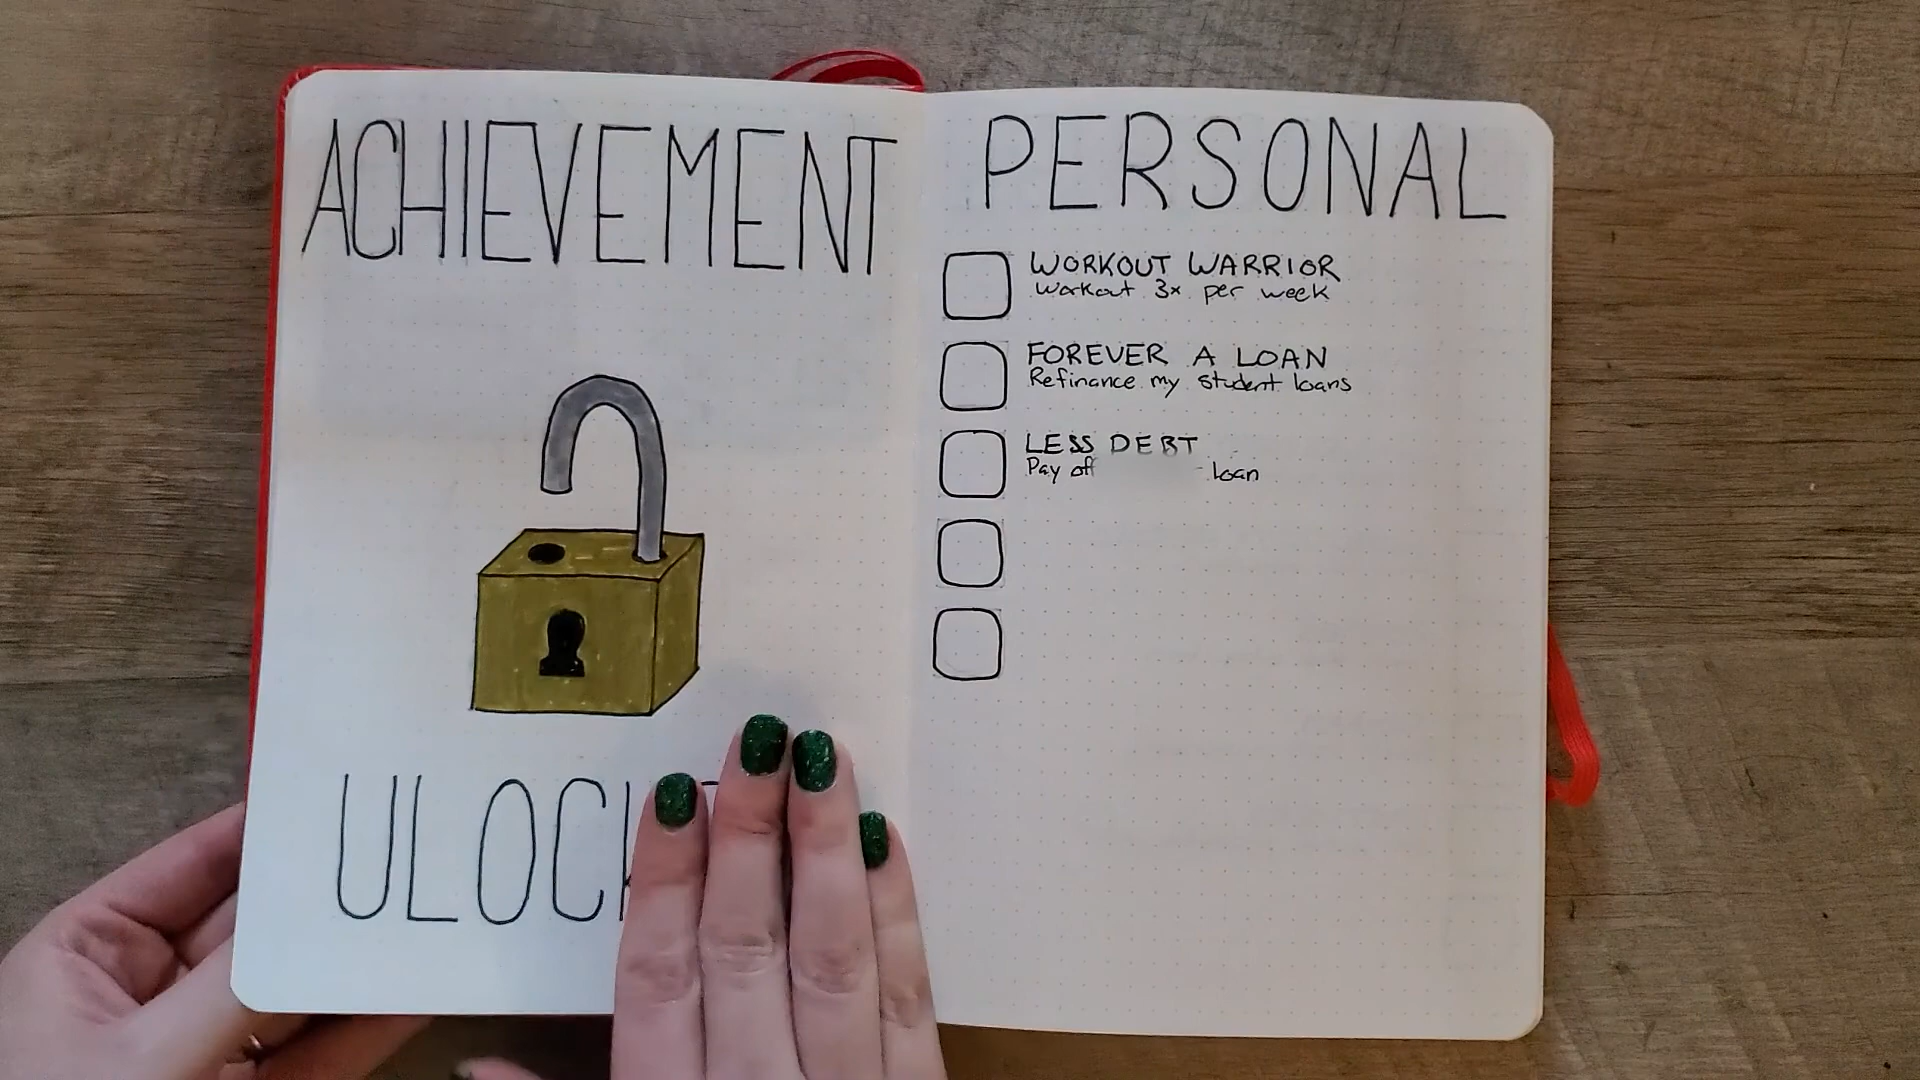 ACHIEVEMENT
ULOCK
PERSONAL
WORKOUT WARRIOR
Workout 3x per week
FOREVER A LOAN
Refinance my student loans
LESS DEBT
Pay off loan